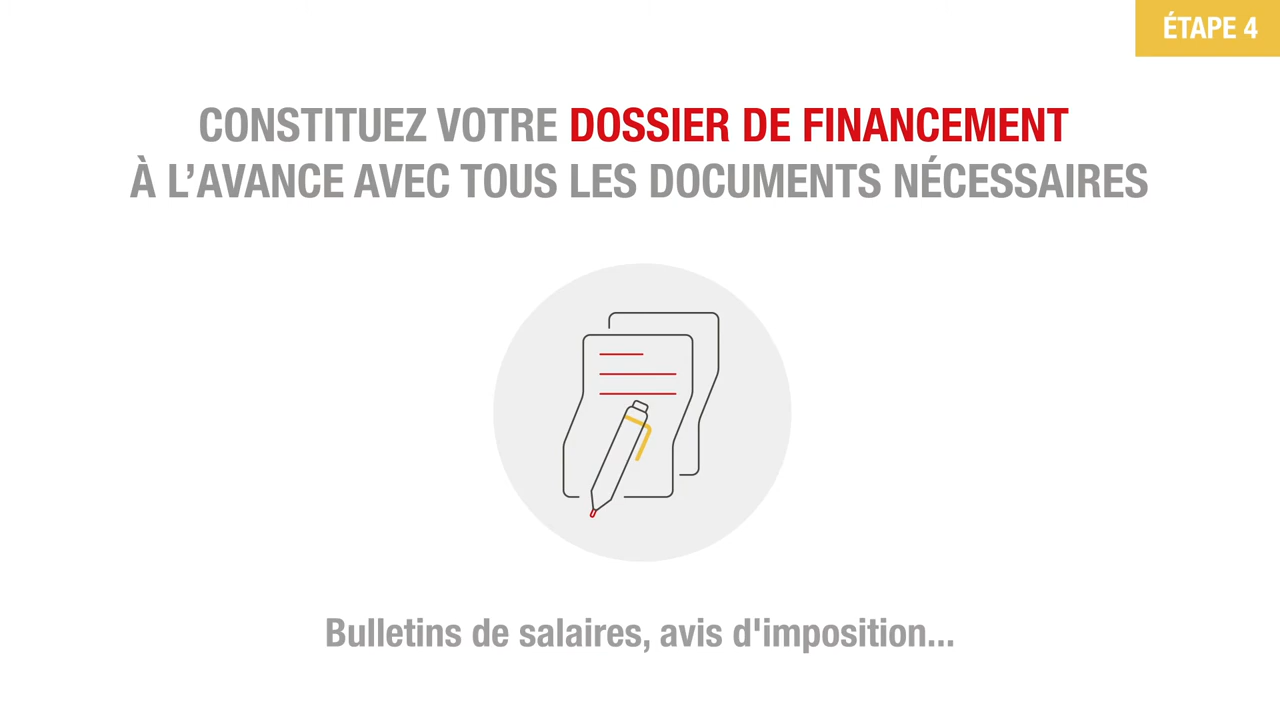 ÉTAPE 4
CONSTITUEZ VOTRE DOSSIER DE FINANCEMENT
À L’AVANCE AVEC TOUS LES DOCUMENTS NÉCESSAIRES
Bulletins de salaires, avis d'imposition...